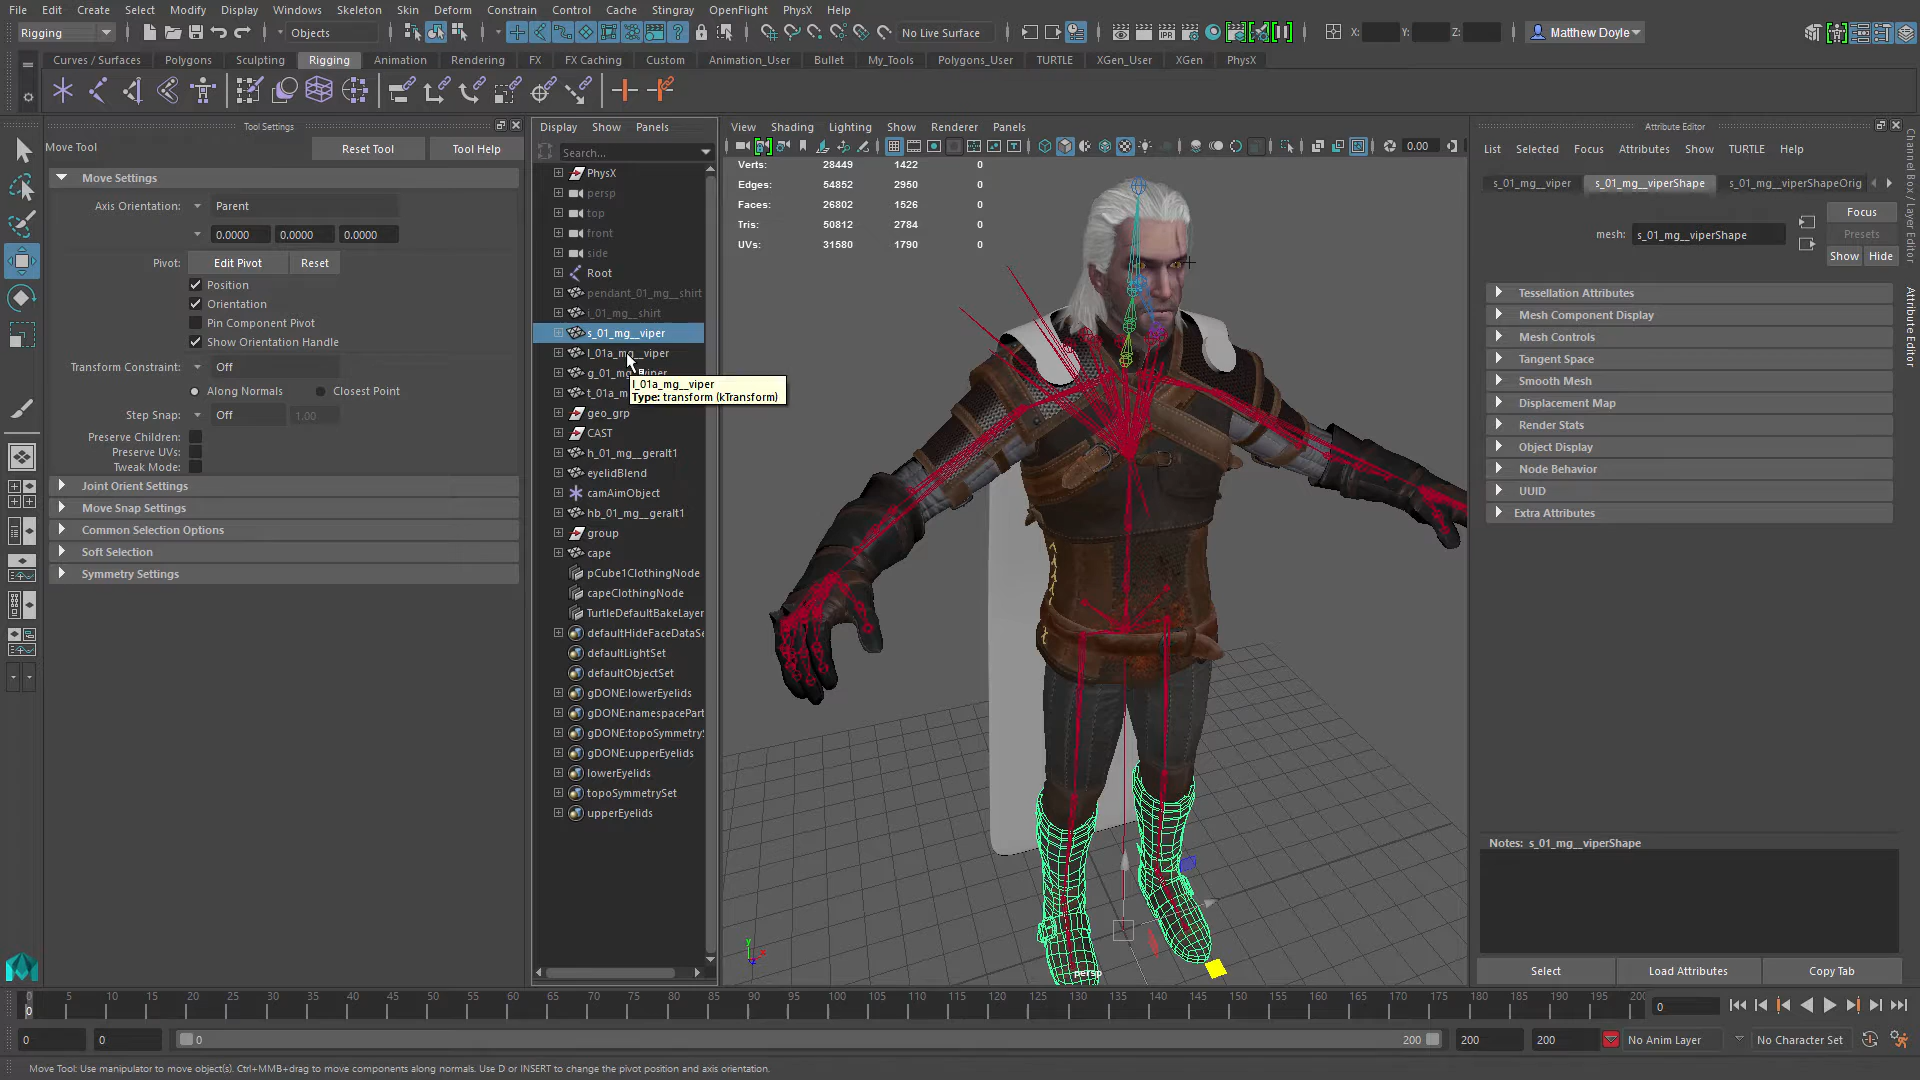 File Edit Create Select Modify Display Windows Skeleton Skin Deform Constrain Control Cache Stingray OpenFlight PhysX Help
Rigging Objects No Live Surface X: Y: Z: Matthew Doyle
Curves / Surfaces Polygons Sculpting Rigging Animation Rendering FX FX Caching Custom Animation_User Bullet My_Tools Polygons_User TURTLE XGen_User XGen PhysX
Tool Settings
Move Tool Reset Tool Tool Help
Move Settings
Axis Orientation: Parent
0.0000 0.0000 0.0000
Pivot: Edit Pivot Reset
Position
Orientation
Pin Component Pivot
Show Orientation Handle
Transform Constraint: Off
Along Normals Closest Point
Step Snap: Off 1.00
Preserve Children:
Preserve UVs:
Tweak Mode:
Joint Orient Settings
Move Snap Settings
Common Selection Options
Soft Selection
Symmetry Settings
Display Show Panels
Search...
PhysX
persp
top
front
side
Root
pendant_01_mg__shirt
i_01_mg__shirt
s_01_mg__viper
l_01a_mg__viper
g_01_mg__viper
t_01a_m
l_01a_mg__viper
Type: transform (kTransform)
geo_grp
CAST
h_01_mg__geralt1
eyelidBlend
camAimObject
hb_01_mg__geralt1
group
cape
pCube1ClothingNode
capeClothingNode
TurtleDefaultBakeLayer
defaultHideFaceDataSe
defaultLightSet
defaultObjectSet
gDONE:lowerEyelids
gDONE:namespacePart
gDONE:topoSymmetryS
gDONE:upperEyelids
lowerEyelids
topoSymmetrySet
upperEyelids
View Shading Lighting Show Renderer Panels
0.00
Verts: 28449 1422 0
Edges: 54852 2950 0
Faces: 26802 1526 0
Tris: 50812 2784 0
UVs: 31580 1790 0
persp
Attribute Editor
List Selected Focus Attributes Show TURTLE Help
s_01_mg__viper s_01_mg__viperShape s_01_mg__viperShapeOrig
Focus
mesh: s_01_mg__viperShape Presets
Show Hide
Tessellation Attributes
Mesh Component Display
Mesh Controls
Tangent Space
Smooth Mesh
Displacement Map
Render Stats
Object Display
Node Behavior
UUID
Extra Attributes
Notes: s_01_mg__viperShape
Select Load Attributes Copy Tab
Channel Box / Layer Editor
Attribute Editor
0 5 10 15 20 25 30 35 40 45 50 55 60 65 70 75 80 85 90 95 100 105 110 115 120 125 130 135 140 145 150 155 160 165 170 175 180 185 190 195 200 0
0
0 0 0 200 200 200 No Anim Layer No Character Set
Move Tool: Use manipulator to move object(s). Ctrl+MMB+drag to move components along normals. Use D or INSERT to change the pivot position and axis orientation.